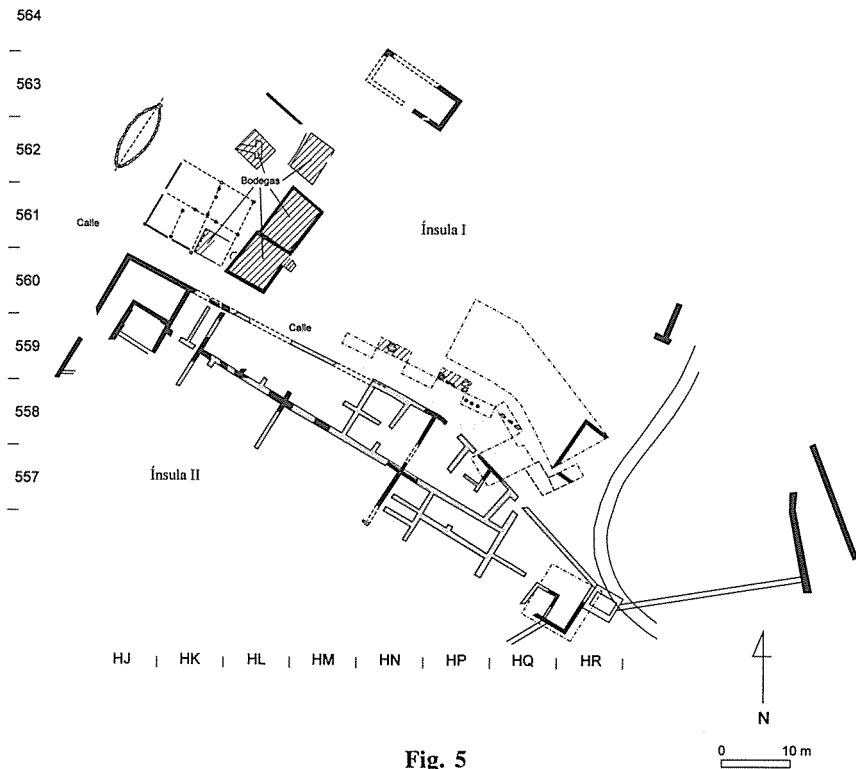 564
563
562
Bodegas
561
Calle
Ínsula I
560
Calle
559
558
Ínsula II
557
HJ | HK | HL | HM | HN | HP | HQ | HR |
N
Fig. 5
0 10 m